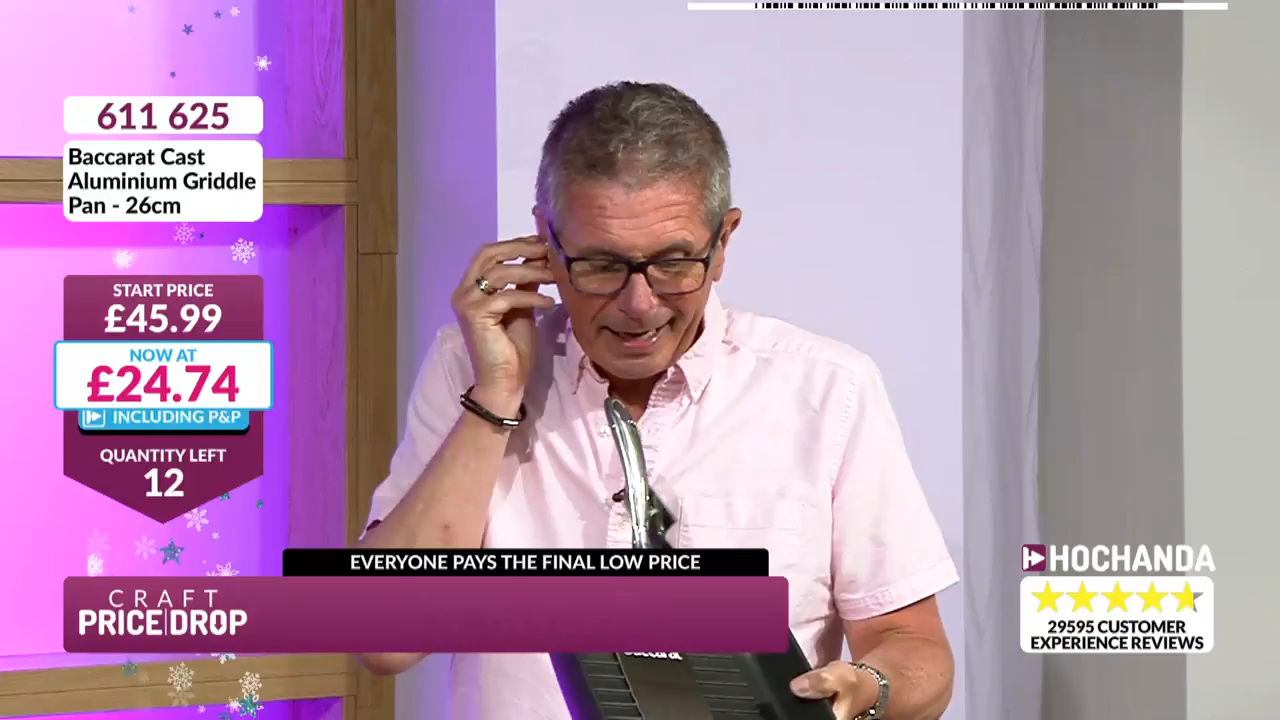 611 625
Baccarat Cast
Aluminium Griddle
Pan - 26cm
START PRICE
£45.99
NOW AT
£24.74
INCLUDING P&P
QUANTITY LEFT
12
EVERYONE PAYS THE FINAL LOW PRICE
CRAFT
PRICE DROP
HOCHANDA
29595 CUSTOMER
EXPERIENCE REVIEWS